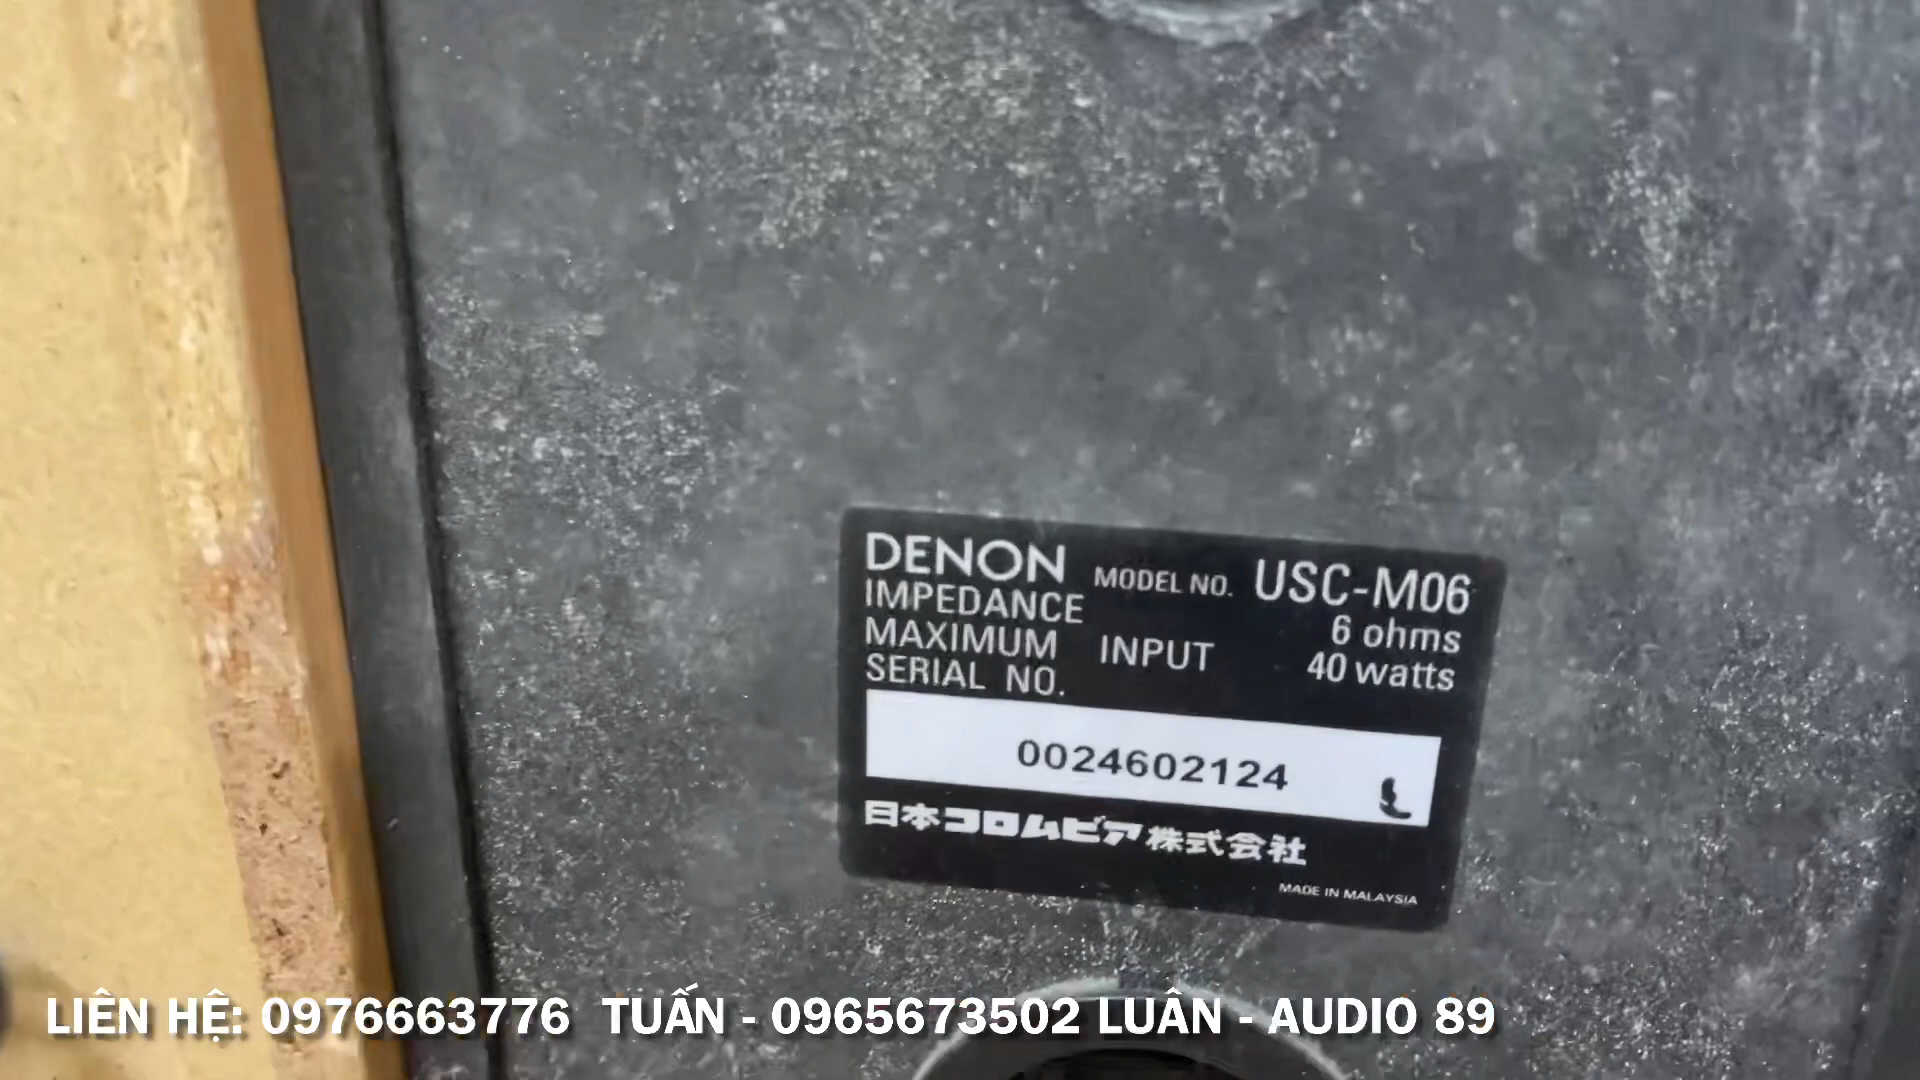 DENON MODEL NO. USC-M06
IMPEDANCE 6 ohms
MAXIMUM INPUT 40 watts
SERIAL NO.
0024602124 L
日本コロムビア株式会社
MADE IN MALAYSIA
LIÊN HỆ: 0976663776 TUẤN - 0965673502 LUÂN - AUDIO 89